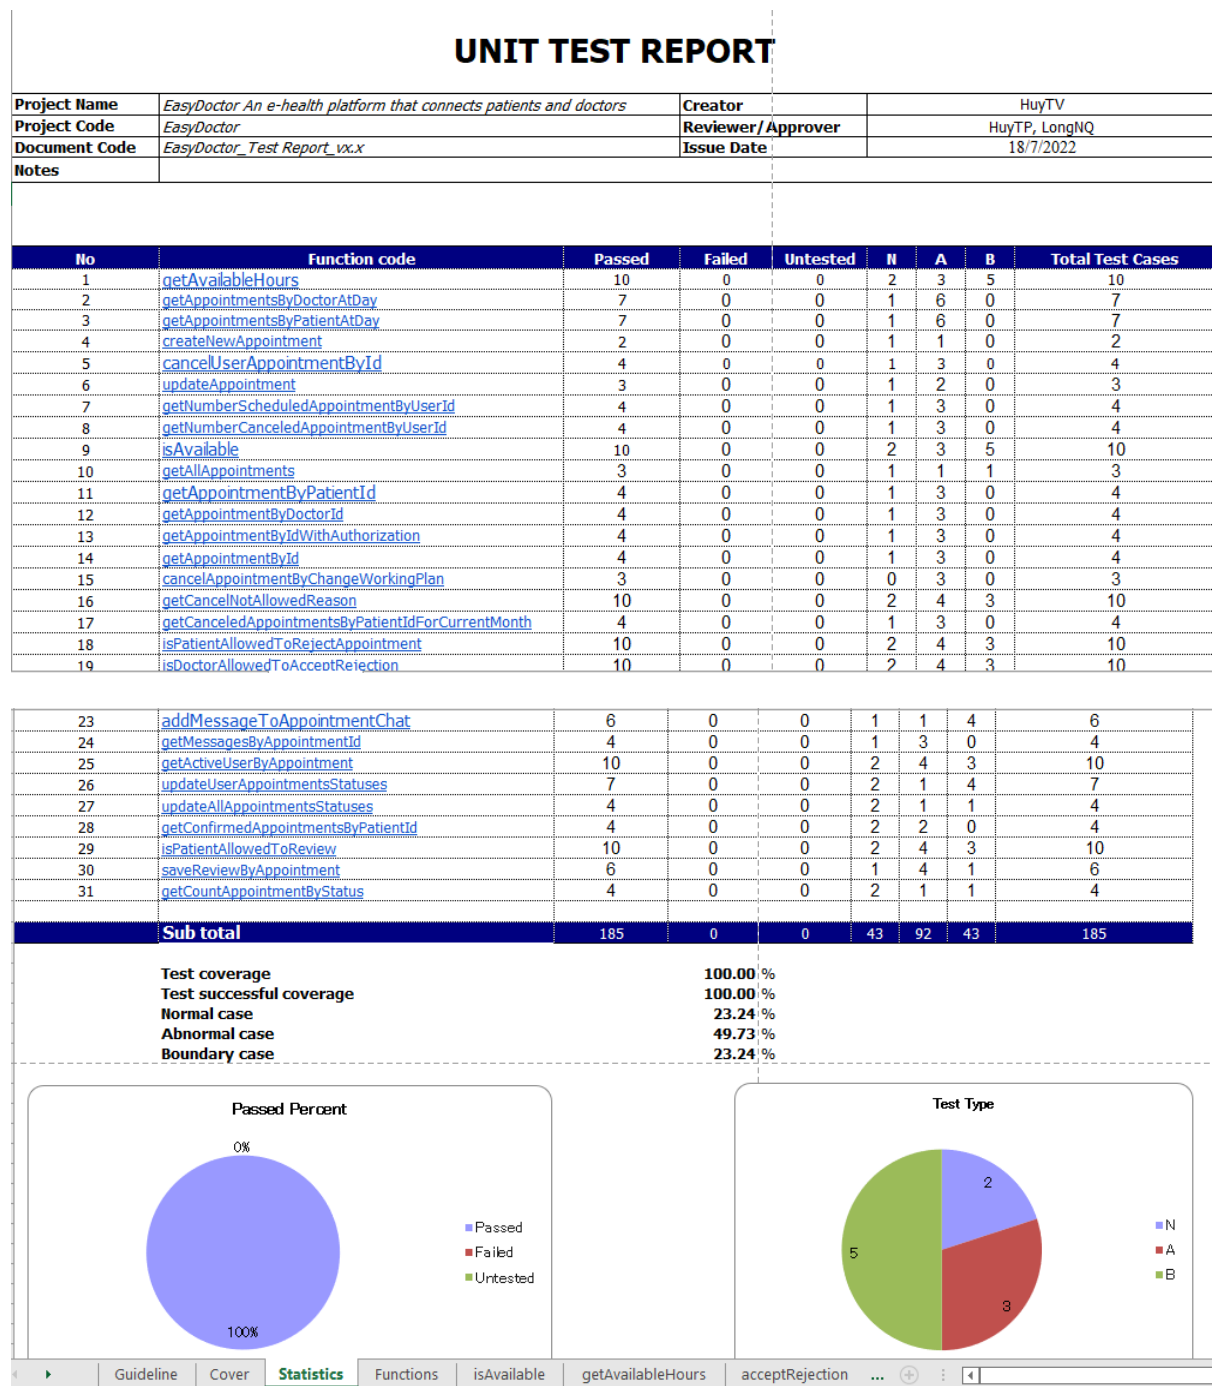 UNIT TEST REPORT
Project Name EasyDoctor An e-health platform that connects patients and doctors Creator HuyTV
Project Code EasyDoctor Reviewer/Approver HuyTP, LongNQ
Document Code EasyDoctor_Test Report_vx.x Issue Date 18/7/2022
Notes
No Function code Passed Failed Untested N A B Total Test Cases
1 getAvailableHours 10 0 0 2 3 5 10
2 getAppointmentsByDoctorAtDay 7 0 0 1 6 0 7
3 getAppointmentsByPatientAtDay 7 0 0 1 6 0 7
4 createNewAppointment 2 0 0 1 1 0 2
5 cancelUserAppointmentById 4 0 0 1 3 0 4
6 updateAppointment 3 0 0 1 2 0 3
7 getNumberScheduledAppointmentByUserId 4 0 0 1 3 0 4
8 getNumberCanceledAppointmentByUserId 4 0 0 1 3 0 4
9 isAvailable 10 0 0 2 3 5 10
10 getAllAppointments 3 0 0 1 1 1 3
11 getAppointmentByPatientId 4 0 0 1 3 0 4
12 getAppointmentByDoctorId 4 0 0 1 3 0 4
13 getAppointmentByIdWithAuthorization 4 0 0 1 3 0 4
14 getAppointmentById 4 0 0 1 3 0 4
15 cancelAppointmentByChangeWorkingPlan 3 0 0 0 3 0 3
16 getCancelNotAllowedReason 10 0 0 2 4 3 10
17 getCanceledAppointmentsByPatientIdForCurrentMonth 4 0 0 1 3 0 4
18 isPatientAllowedToRejectAppointment 10 0 0 2 4 3 10
19 isDoctorAllowedToAcceptRejection 10 0 0 2 4 3 10
23 addMessageToAppointmentChat 6 0 0 1 1 4 6
24 getMessagesByAppointmentId 4 0 0 1 3 0 4
25 getActiveUserByAppointment 10 0 0 2 4 3 10
26 updateUserAppointmentsStatuses 7 0 0 2 1 4 7
27 updateAllAppointmentsStatuses 4 0 0 2 1 1 4
28 getConfirmedAppointmentsByPatientId 4 0 0 2 2 0 4
29 isPatientAllowedToReview 10 0 0 2 4 3 10
30 saveReviewByAppointment 6 0 0 1 4 1 6
31 getCountAppointmentByStatus 4 0 0 2 1 1 4
Sub total 185 0 0 43 92 43 185
Test coverage 100.00 %
Test successful coverage 100.00 %
Normal case 23.24 %
Abnormal case 49.73 %
Boundary case 23.24 %
Passed Percent
0%
100%
Passed
Failed
Untested
Test Type
2
3
5
N
A
B
Guideline Cover Statistics Functions isAvailable getAvailableHours acceptRejection ...